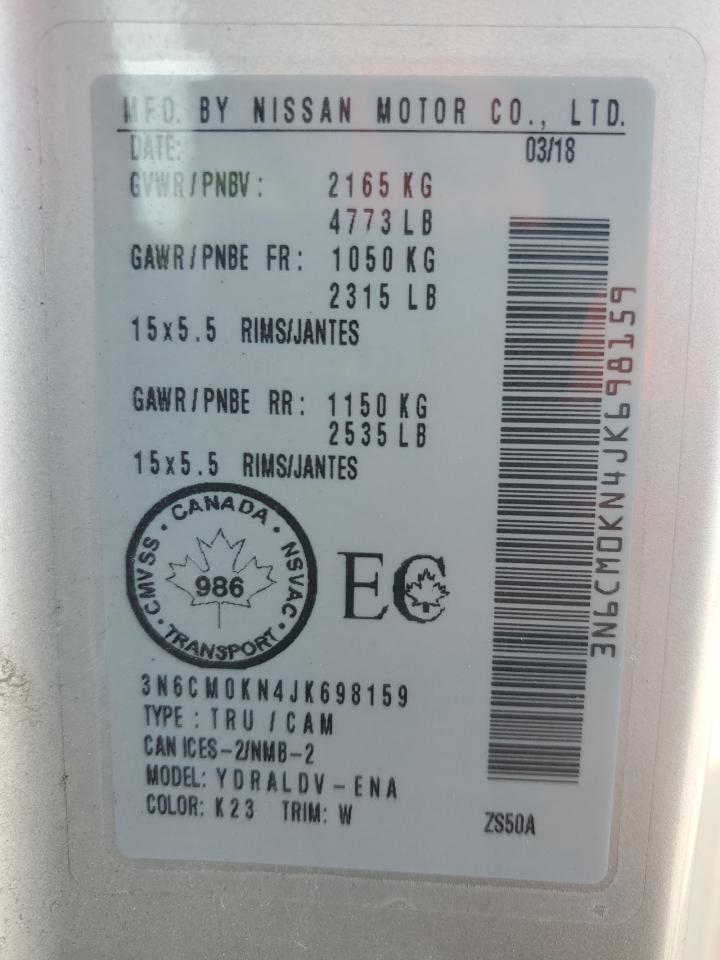 MFD. BY NISSAN MOTOR CO., LTD.
DATE: 03/18
GVWR/PNBV: 2165 KG
4773 LB
GAWR/PNBE FR: 1050 KG
2315 LB
15x5.5 RIMS/JANTES
GAWR/PNBE RR: 1150 KG
2535 LB
15x5.5 RIMS/JANTES
CANADA
CMVSS 986 NSVAC
TRANSPORT
EC
3N6CM0KN4JK698159
TYPE: TRU / CAM
CAN ICES-2/NMB-2
MODEL: YDRALDV-ENA
COLOR: K23 TRIM: W
ZS50A
3N6CM0KN4JK698159